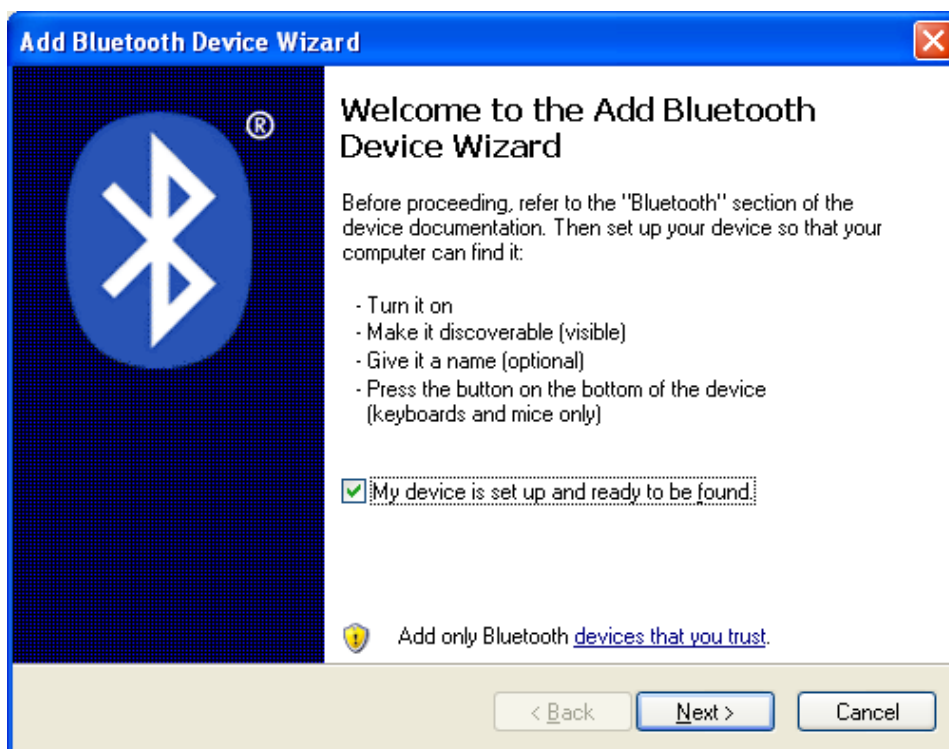 Add Bluetooth Device Wizard
®
Welcome to the Add Bluetooth
Device Wizard
Before proceeding, refer to the "Bluetooth" section of the
device documentation. Then set up your device so that your
computer can find it:
- Turn it on
- Make it discoverable (visible)
- Give it a name (optional)
- Press the button on the bottom of the device
(keyboards and mice only)
My device is set up and ready to be found.
Add only Bluetooth devices that you trust.
< Back Next > Cancel